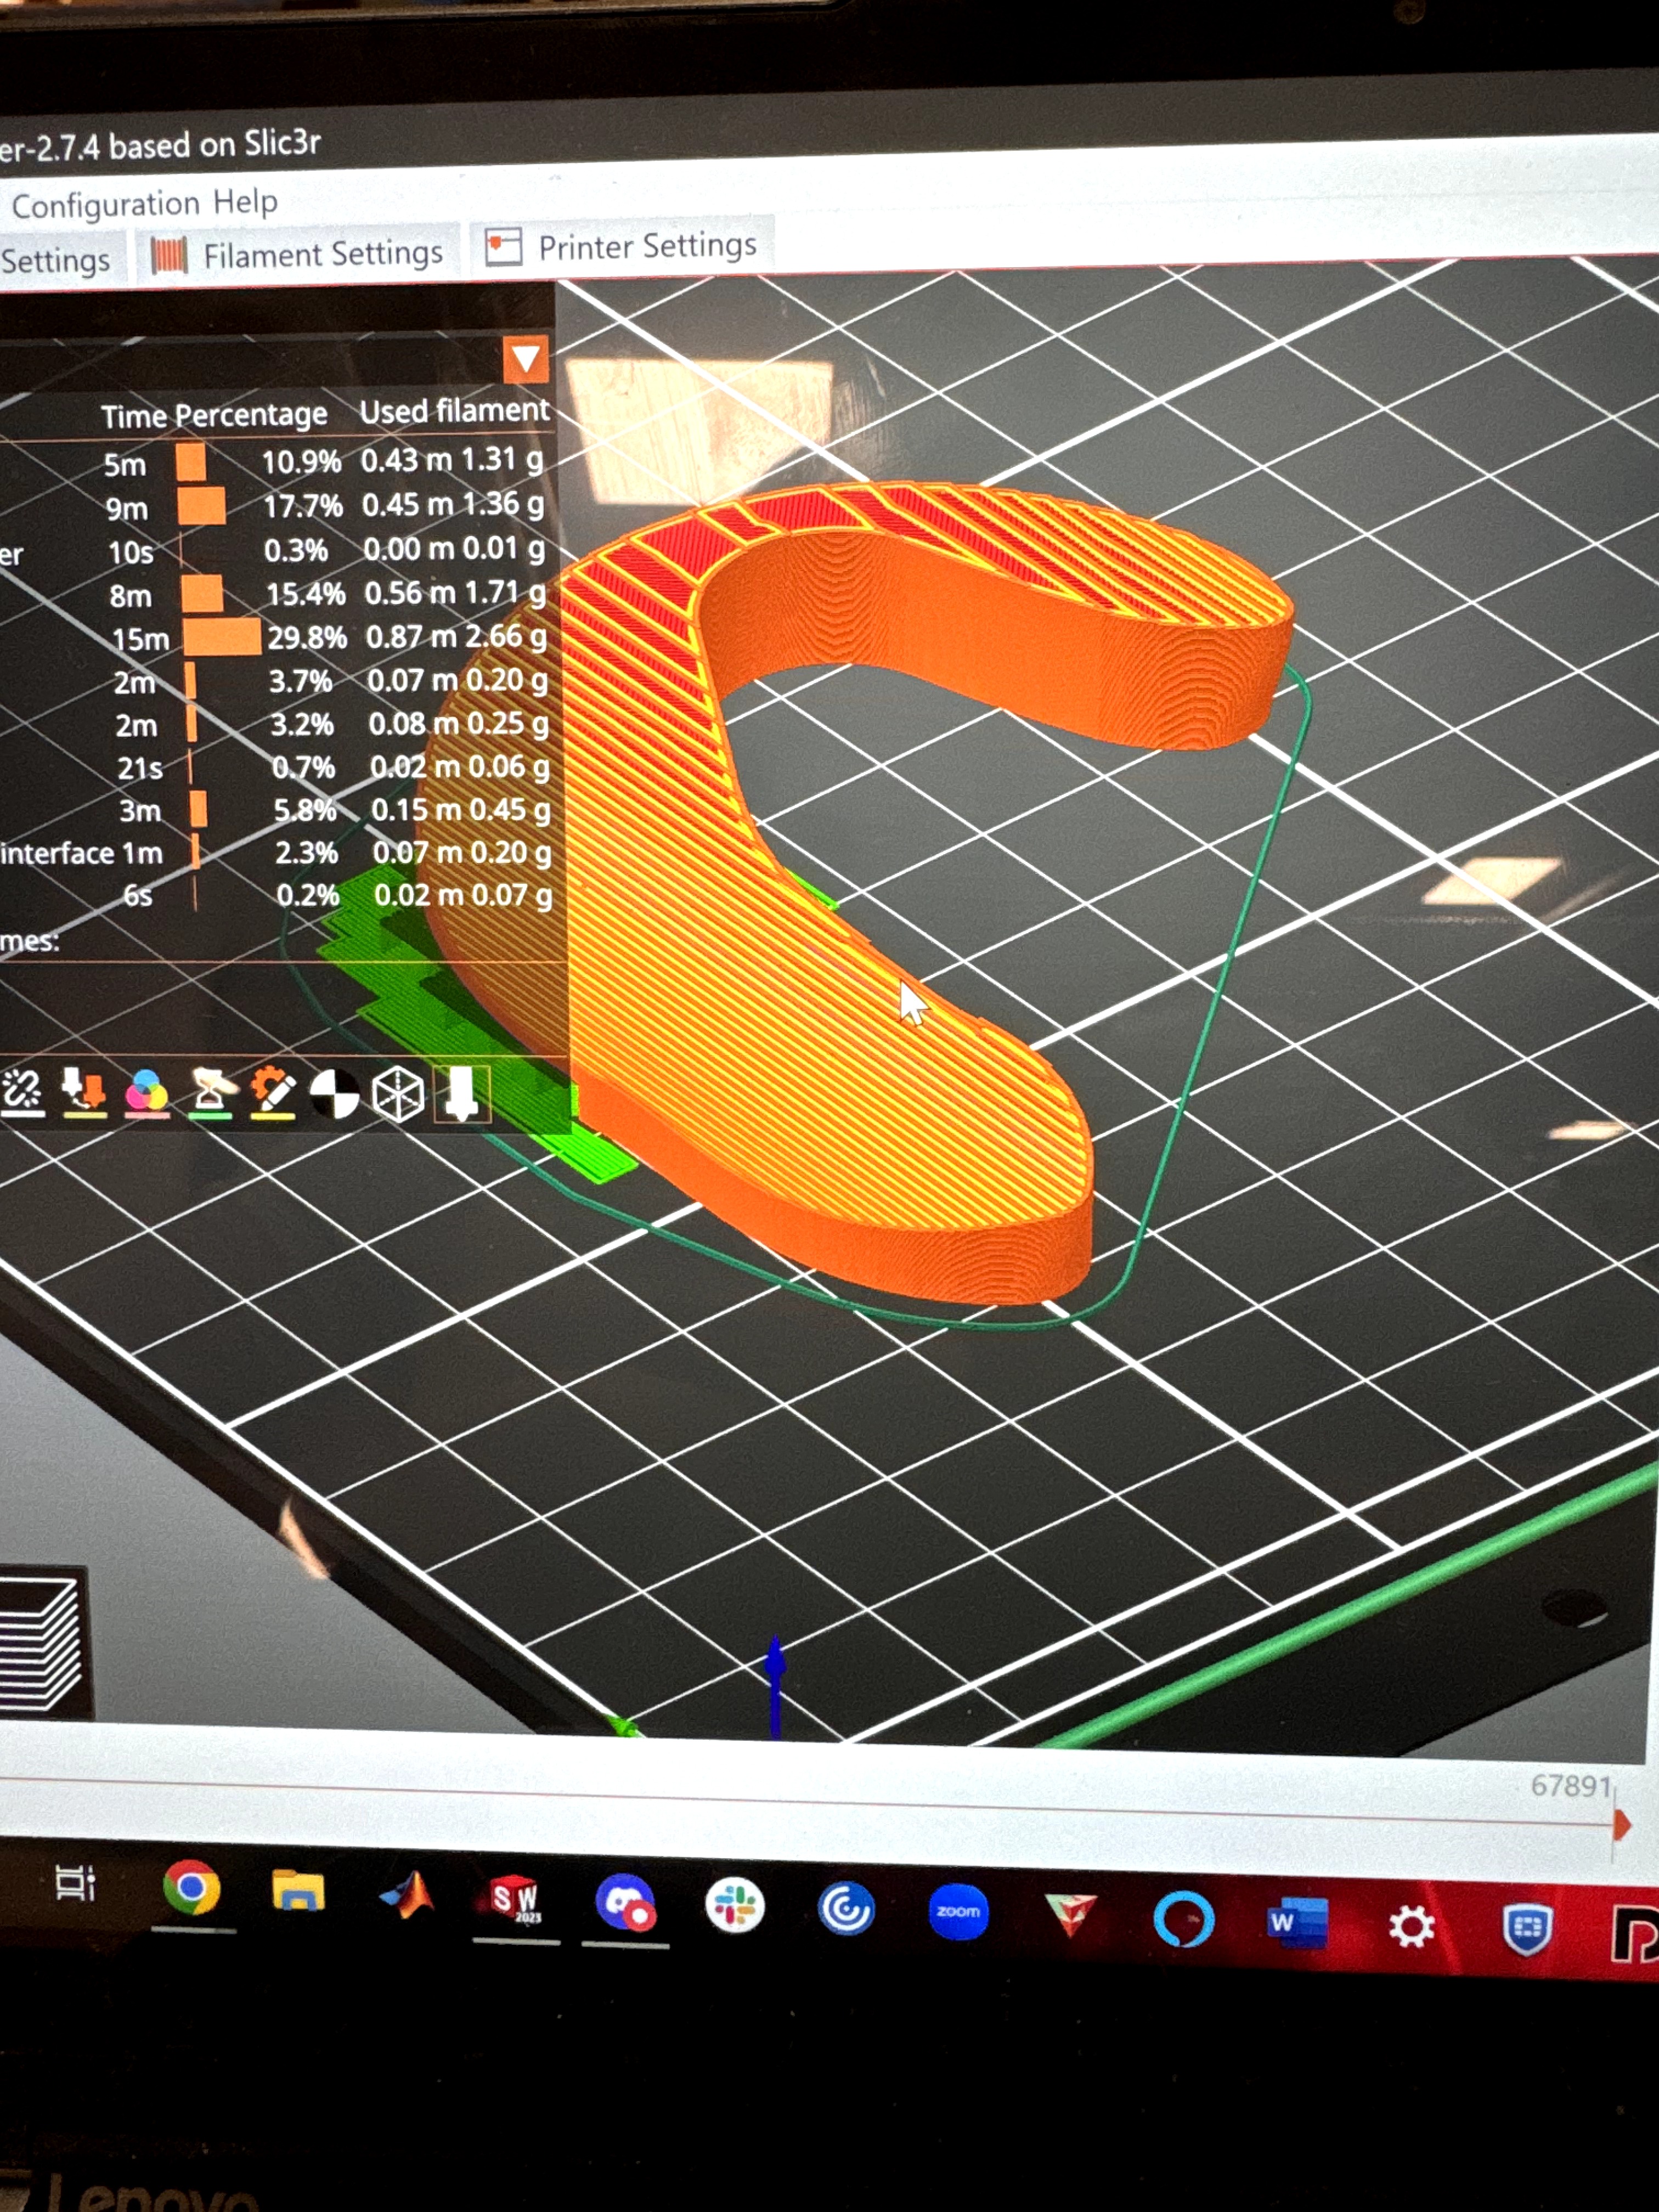 er-2.7.4 based on Slic3r
Configuration Help
Settings Filament Settings Printer Settings
Time Percentage Used filament
5m 10.9% 0.43 m 1.31 g
9m 17.7% 0.45 m 1.36 g
er 10s 0.3% 0.00 m 0.01 g
8m 15.4% 0.56 m 1.71 g
15m 29.8% 0.87 m 2.66 g
2m 3.7% 0.07 m 0.20 g
2m 3.2% 0.08 m 0.25 g
21s 0.7% 0.02 m 0.06 g
3m 5.8% 0.15 m 0.45 g
interface 1m 2.3% 0.07 m 0.20 g
6s 0.2% 0.02 m 0.07 g
mes:
67891
SW
2023
zoom
W
Lenovo